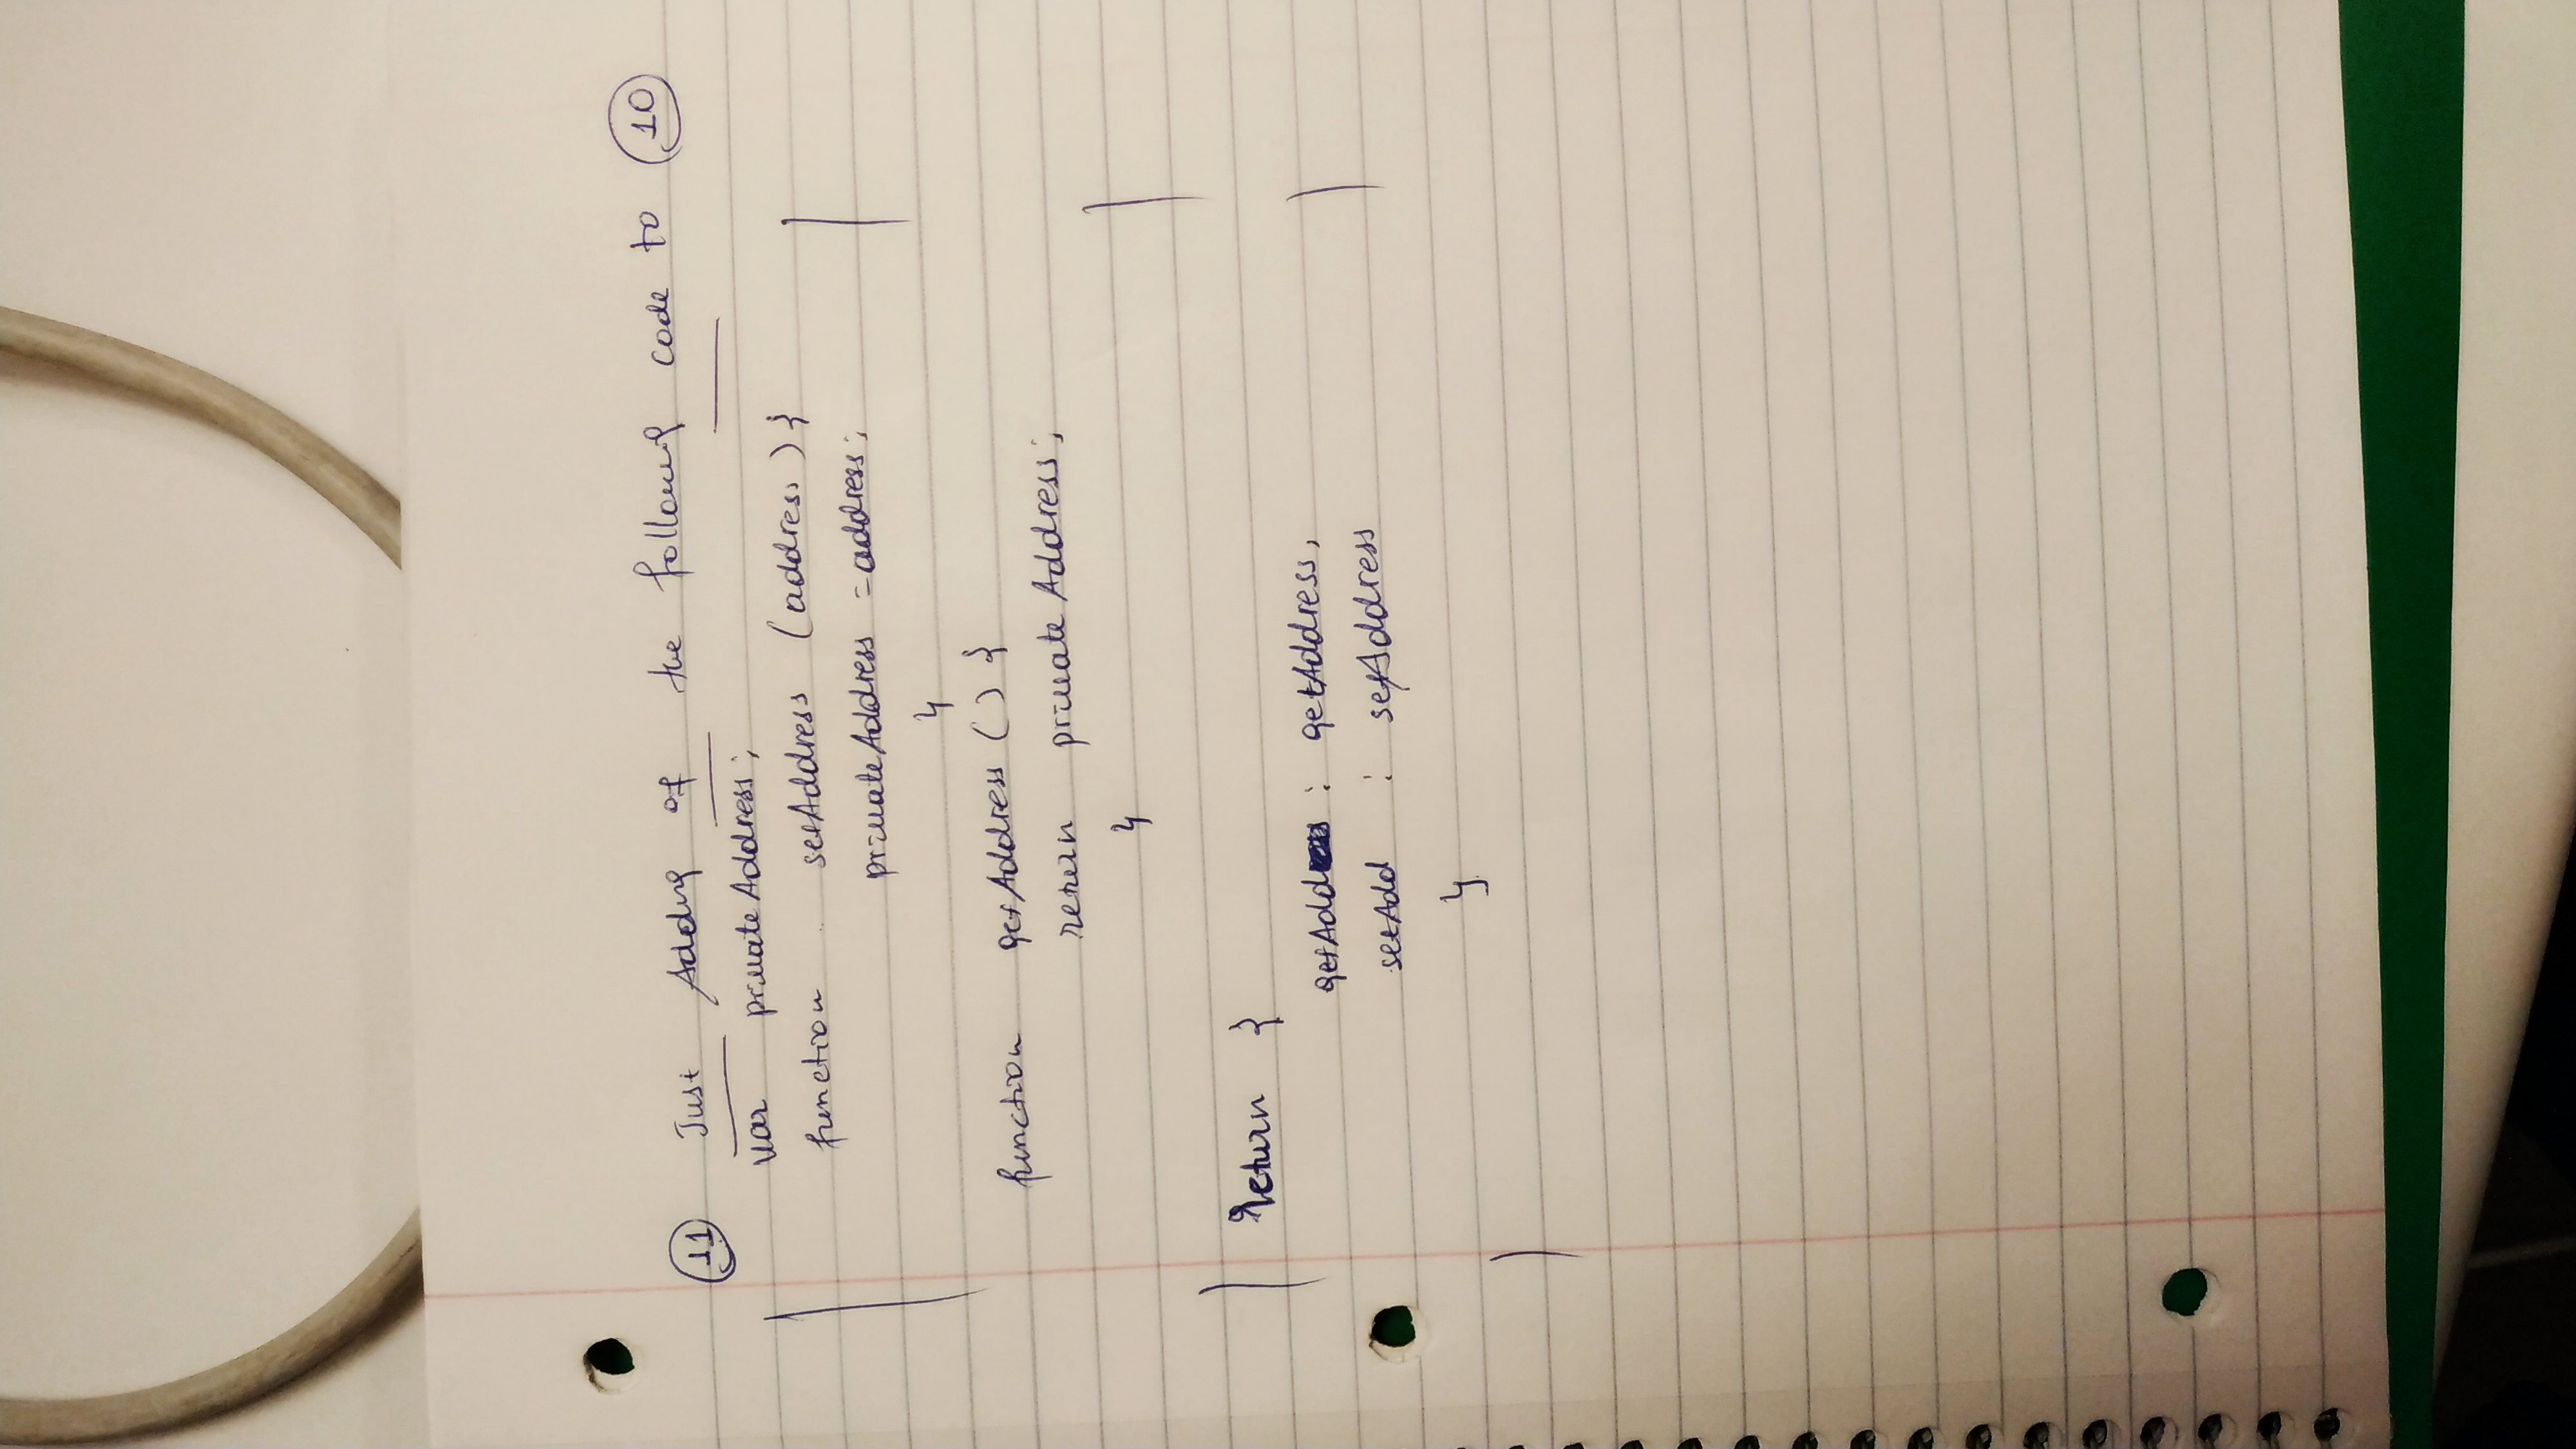 11 Just Adding of the following code to 10
var privateAddress;
function setAddress (address) {
privateAddress = address;
}
function getAddress () {
return privateAddress;
}
Return {
getAdd : getAddress,
setAdd : setAddress
}